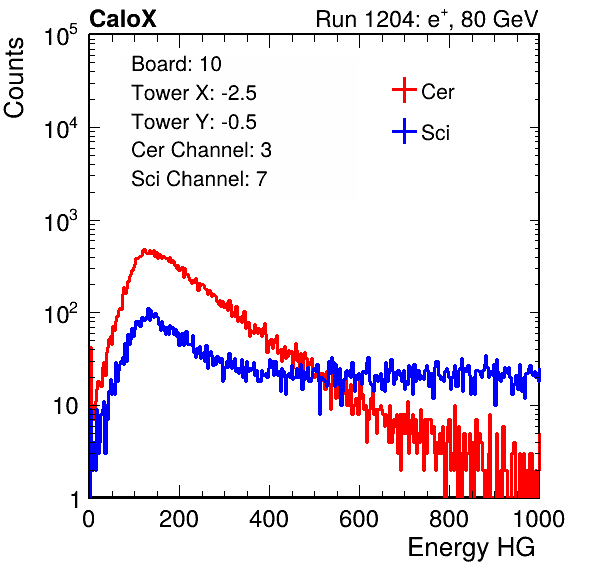 CaloX Run 1204: e⁺, 80 GeV
Counts
Board: 10
Tower X: -2.5
Tower Y: -0.5
Cer Channel: 3
Sci Channel: 7
Cer
Sci
10⁵
10⁴
10³
10²
10
1
0 200 400 600 800 1000
Energy HG